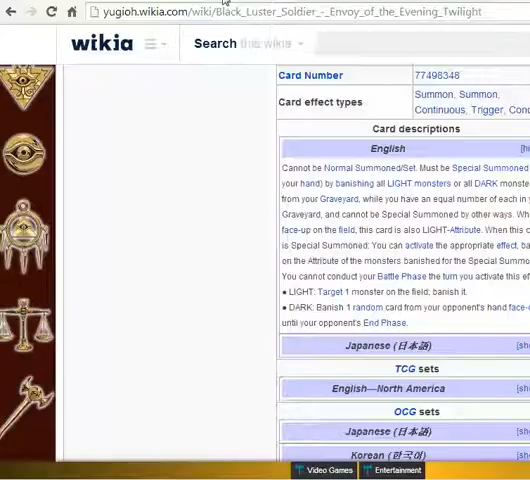 yugioh.wikia.com/wiki/Black_Luster_Soldier_-_Envoy_of_the_Evening_Twilight
wikia Search this wikia
Card Number 77498348
Card effect types Summon, Summon,
Continuous, Trigger, Cond
Card descriptions
English [hi
Cannot be Normal Summoned/Set. Must be Special Summoned
your hand) by banishing all LIGHT monsters or all DARK monste
from your Graveyard, while you have an equal number of each in y
Graveyard, and cannot be Special Summoned by other ways. Wh
face-up on the field, this card is also LIGHT-Attribute. When this c
is Special Summoned: You can activate the appropriate effect, ba
on the Attribute of the monsters banished for the Special Summo
You cannot conduct your Battle Phase the turn you activate this ef
● LIGHT: Target 1 monster on the field; banish it.
● DARK: Banish 1 random card from your opponent's hand face-d
until your opponent's End Phase.
Japanese (日本語) [sh
TCG sets
English—North America [sh
OCG sets
Japanese (日本語) [sh
Korean (한국어) [sh
Video Games Entertainment